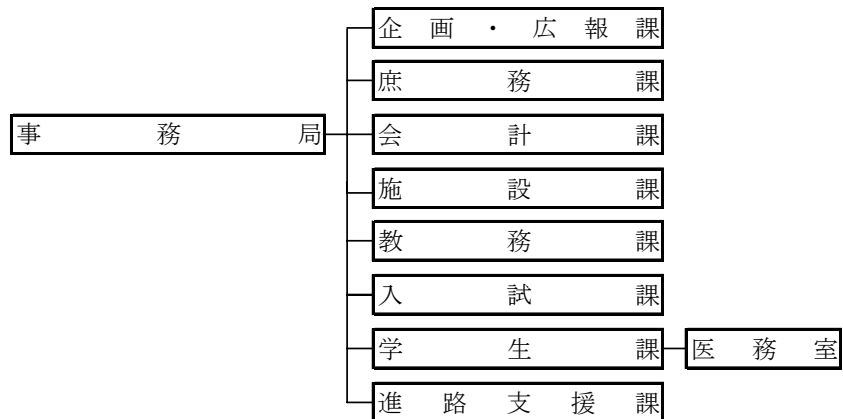 企画・広報課
庶務課
事務局
会計課
施設課
教務課
入試課
学生課
医務室
進路支援課